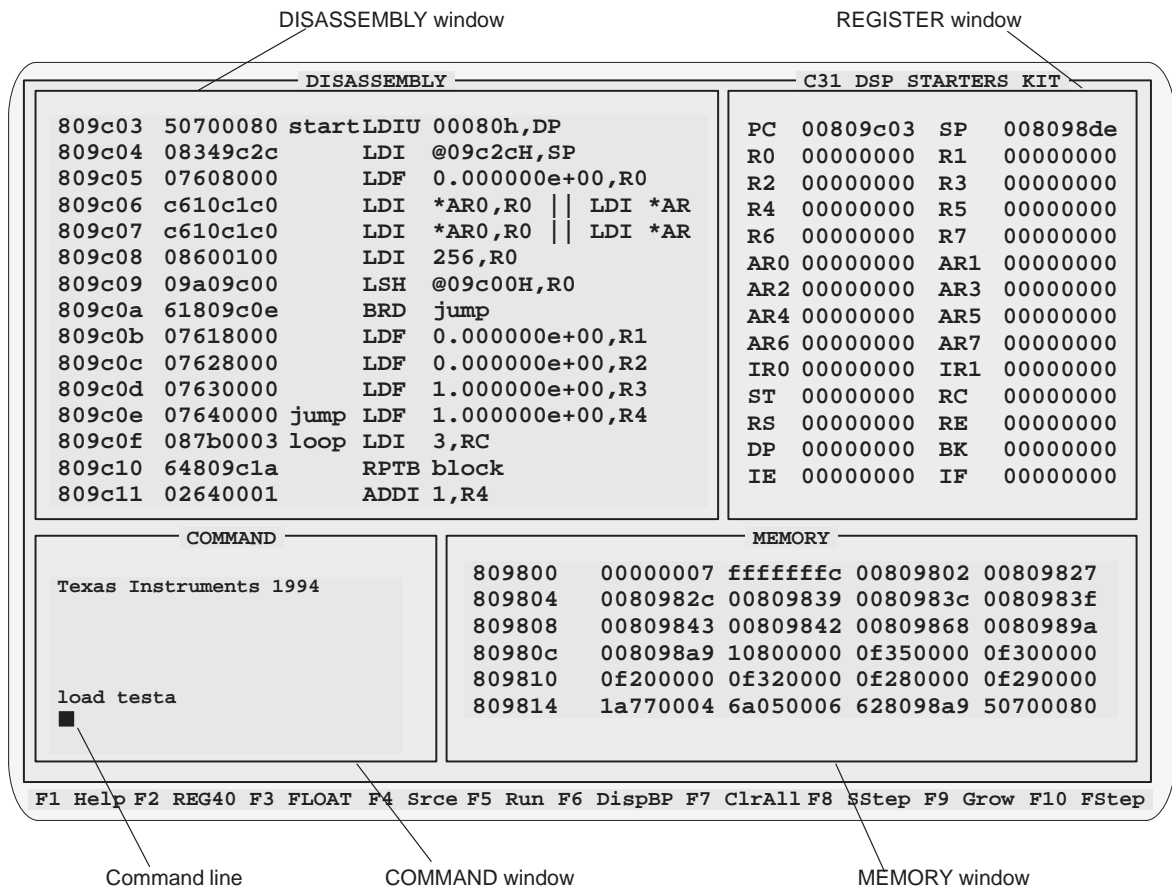 DISASSEMBLY window
REGISTER window
DISASSEMBLY
809c03 50700080 start LDIU 00080h,DP
809c04 08349c2c LDI @09c2cH,SP
809c05 07608000 LDF 0.000000e+00,R0
809c06 c610c1c0 LDI *AR0,R0 || LDI *AR
809c07 c610c1c0 LDI *AR0,R0 || LDI *AR
809c08 08600100 LDI 256,R0
809c09 09a09c00 LSH @09c00H,R0
809c0a 61809c0e BRD jump
809c0b 07618000 LDF 0.000000e+00,R1
809c0c 07628000 LDF 0.000000e+00,R2
809c0d 07630000 LDF 1.000000e+00,R3
809c0e 07640000 jump LDF 1.000000e+00,R4
809c0f 087b0003 loop LDI 3,RC
809c10 64809c1a RPTB block
809c11 02640001 ADDI 1,R4
C31 DSP STARTERS KIT
PC 00809c03 SP 008098de
R0 00000000 R1 00000000
R2 00000000 R3 00000000
R4 00000000 R5 00000000
R6 00000000 R7 00000000
AR0 00000000 AR1 00000000
AR2 00000000 AR3 00000000
AR4 00000000 AR5 00000000
AR6 00000000 AR7 00000000
IR0 00000000 IR1 00000000
ST 00000000 RC 00000000
RS 00000000 RE 00000000
DP 00000000 BK 00000000
IE 00000000 IF 00000000
COMMAND
Texas Instruments 1994
load testa
MEMORY
809800 00000007 fffffffc 00809802 00809827
809804 0080982c 00809839 0080983c 0080983f
809808 00809843 00809842 00809868 0080989a
80980c 008098a9 10800000 0f350000 0f300000
809810 0f200000 0f320000 0f280000 0f290000
809814 1a770004 6a050006 628098a9 50700080
F1 Help F2 REG40 F3 FLOAT F4 Srce F5 Run F6 DispBP F7 ClrAll F8 SStep F9 Grow F10 FStep
Command line
COMMAND window
MEMORY window